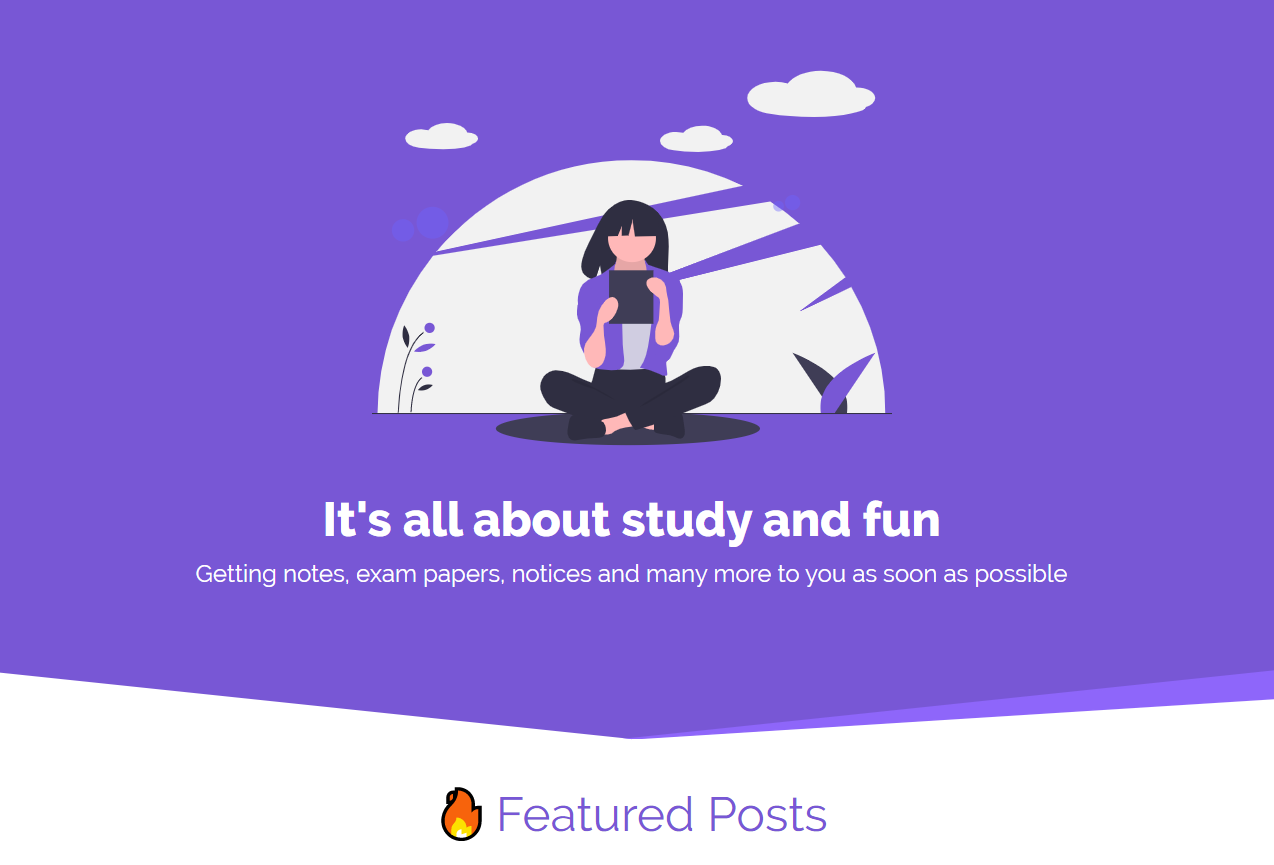 It's all about study and fun
Getting notes, exam papers, notices and many more to you as soon as possible
Featured Posts